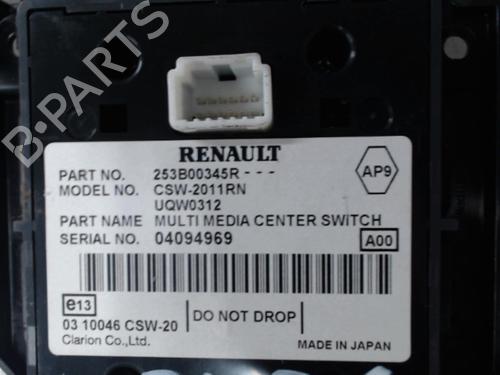 B-PARTS
RENAULT
PART NO. 253B00345R - - -
MODEL NO. CSW-2011RN
UQW0312
AP9
PART NAME MULTI MEDIA CENTER SWITCH
SERIAL NO. 04094969
A00
e13
03 10046 CSW-20
DO NOT DROP
Clarion Co.,Ltd.
MADE IN JAPAN